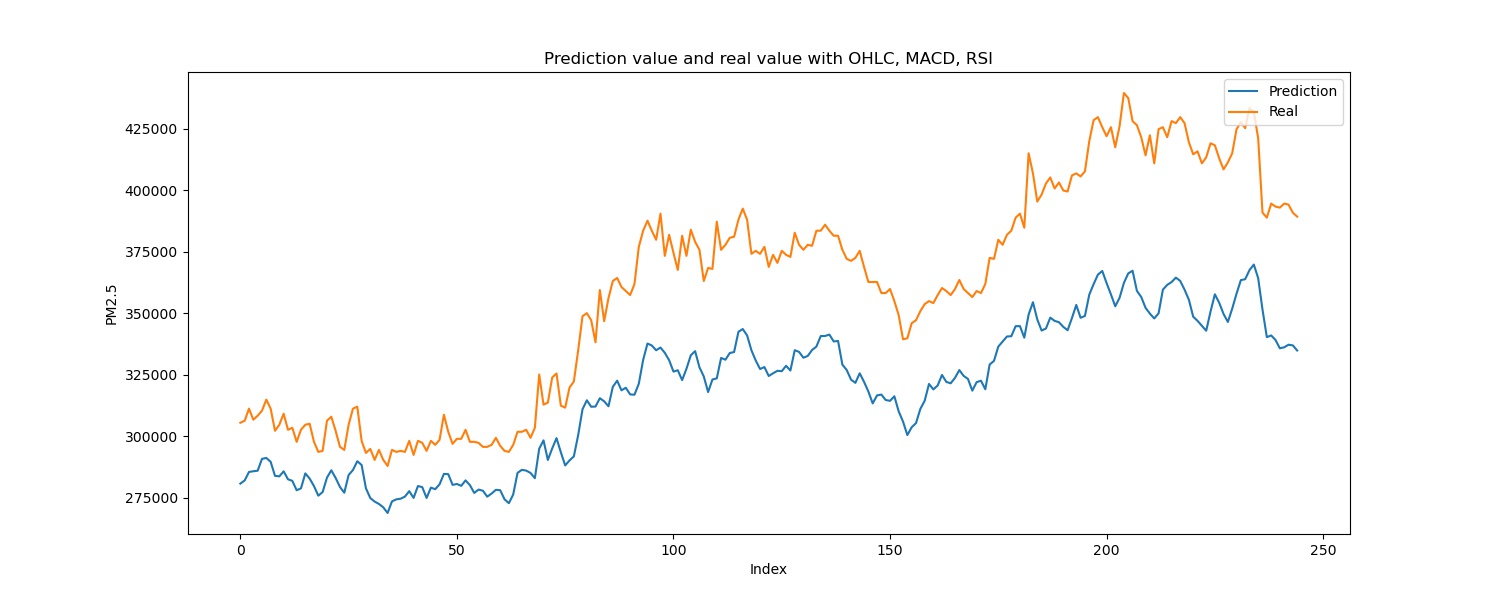 Prediction value and real value with OHLC, MACD, RSI
Prediction
Real
425000
400000
375000
350000
325000
300000
275000
PM2.5
0 50 100 150 200 250
Index